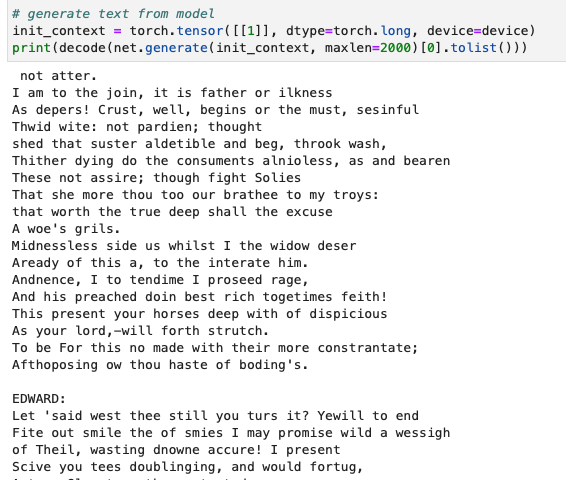 # generate text from model
init_context = torch.tensor([[1]], dtype=torch.long, device=device)
print(decode(net.generate(init_context, maxlen=2000)[0].tolist()))
not atter.
I am to the join, it is father or ilkness
As depers! Crust, well, begins or the must, sesinful
Thwid wite: not pardien; thought
shed that suster aldetible and beg, throok wash,
Thither dying do the consuments alnioless, as and bearen
These not assire; though fight Solies
That she more thou too our brathee to my troys:
that worth the true deep shall the excuse
A woe's grils.
Midnessless side us whilst I the widow deser
Aready of this a, to the interate him.
Andnence, I to tendime I proseed rage,
And his preached doin best rich togetimes feith!
This present your horses deep with of dispicious
As your lord,—will forth strutch.
To be For this no made with their more constrantate;
Afthoposing ow thou haste of boding's.
EDWARD:
Let 'said west thee still you turs it? Yewill to end
Fite out smile the of smies I may promise wild a wessigh
of Theil, wasting dnowne accure! I present
Scive you tees doublinging, and would fortug,